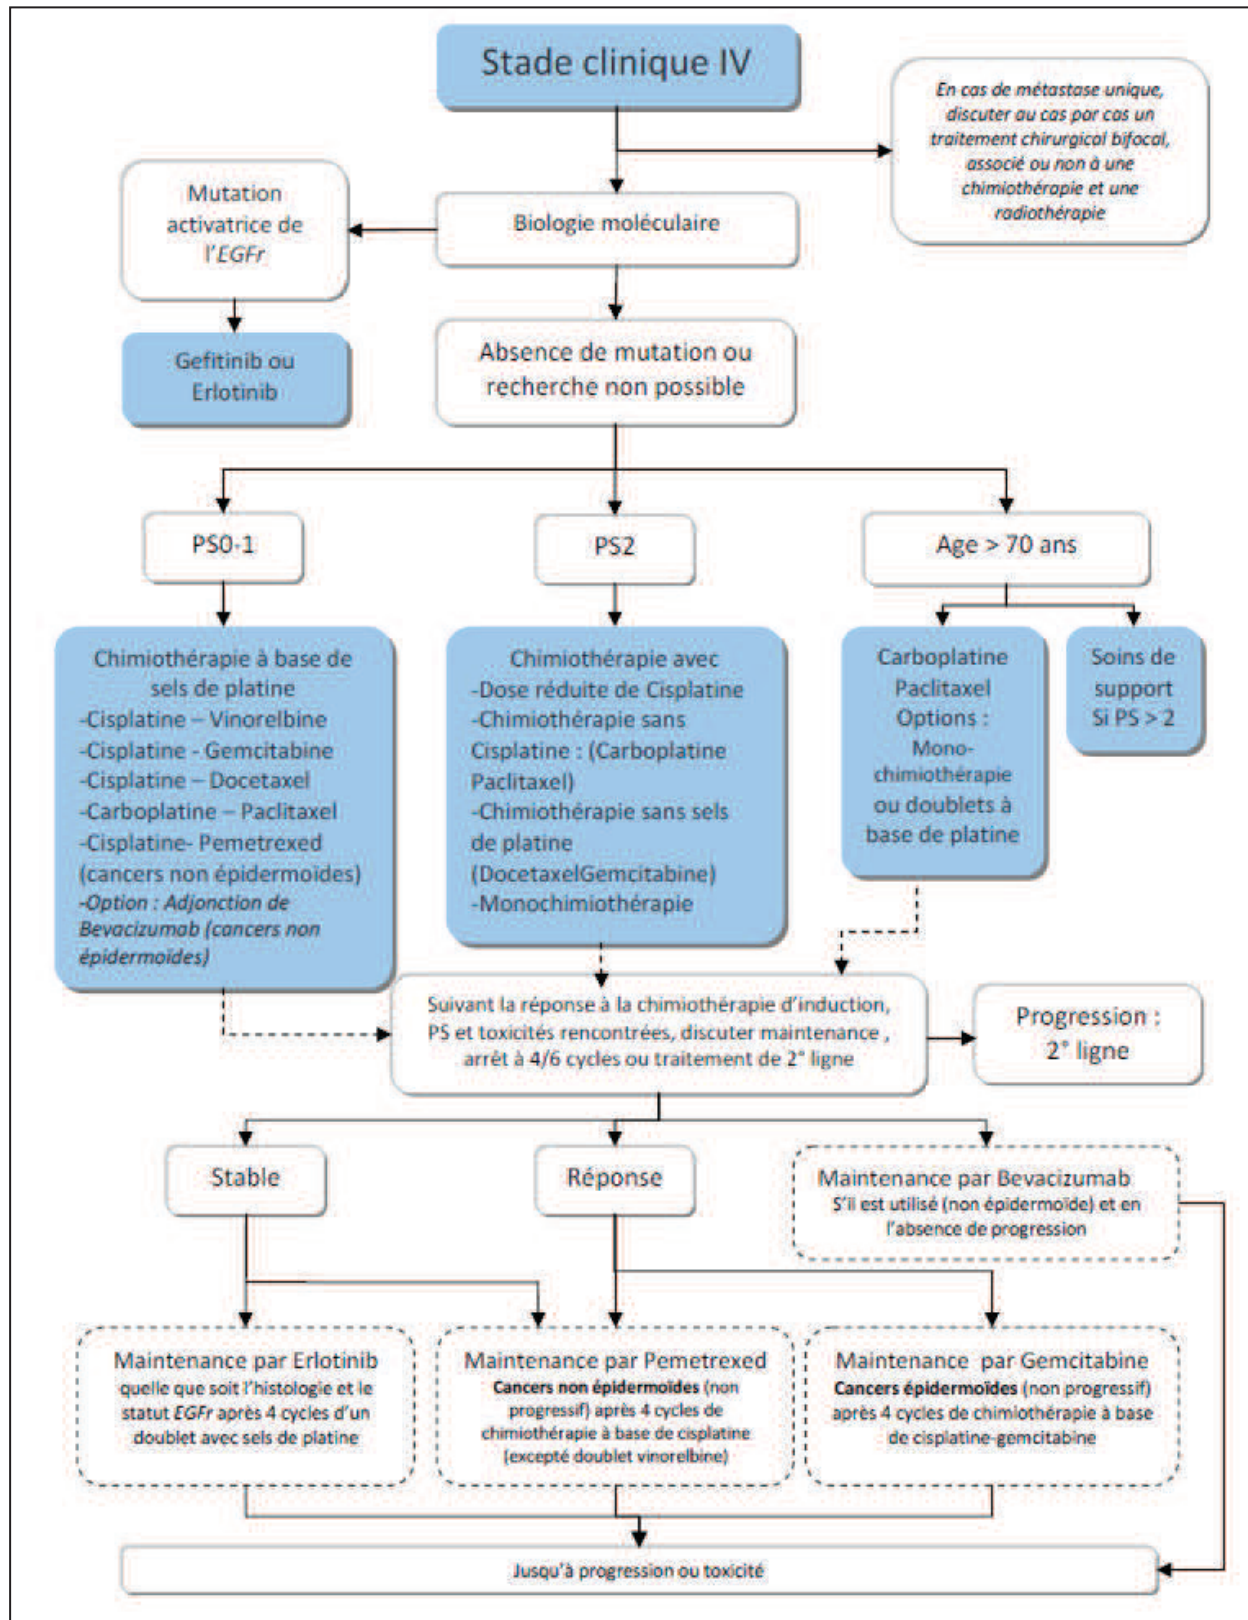 Stade clinique IV
En cas de métastase unique,
discuter au cas par cas un
traitement chirurgical bifocal,
associé ou non à une
chimiothérapie et une
radiothérapie
Mutation
activatrice de
l'EGFr
Biologie moléculaire
Gefitinib ou
Erlotinib
Absence de mutation ou
recherche non possible
PS0-1
PS2
Age > 70 ans
Chimiothérapie à base de
sels de platine
-Cisplatine – Vinorelbine
-Cisplatine - Gemcitabine
-Cisplatine – Docetaxel
-Carboplatine – Paclitaxel
-Cisplatine- Pemetrexed
(cancers non épidermoïdes)
-Option : Adjonction de
Bevacizumab (cancers non
épidermoïdes)
Chimiothérapie avec
-Dose réduite de Cisplatine
-Chimiothérapie sans
Cisplatine : (Carboplatine
Paclitaxel)
-Chimiothérapie sans sels
de platine
(DocetaxelGemcitabine)
-Monochimiothérapie
Carboplatine
Paclitaxel
Options :
Mono-
chimiothérapie
ou doublets à
base de platine
Soins de
support
Si PS > 2
Suivant la réponse à la chimiothérapie d'induction,
PS et toxicités rencontrées, discuter maintenance ,
arrêt à 4/6 cycles ou traitement de 2° ligne
Progression :
2° ligne
Stable
Réponse
Maintenance par Bevacizumab
S'il est utilisé (non épidermoïde) et en
l'absence de progression
Maintenance par Erlotinib
quelle que soit l'histologie et le
statut EGFr après 4 cycles d'un
doublet avec sels de platine
Maintenance par Pemetrexed
Cancers non épidermoïdes (non
progressif) après 4 cycles de
chimiothérapie à base de cisplatine
(excepté doublet vinorelbine)
Maintenance par Gemcitabine
Cancers épidermoïdes (non progressif)
après 4 cycles de chimiothérapie à base
de cisplatine-gemcitabine
Jusqu'à progression ou toxicité